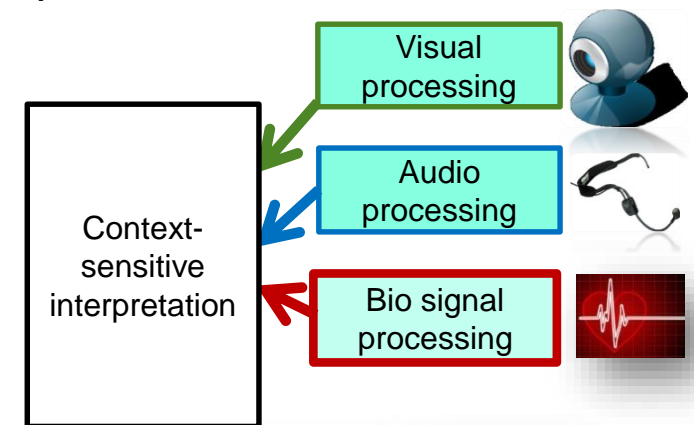 Visual
processing
Audio
processing
Context-
sensitive
interpretation
Bio signal
processing